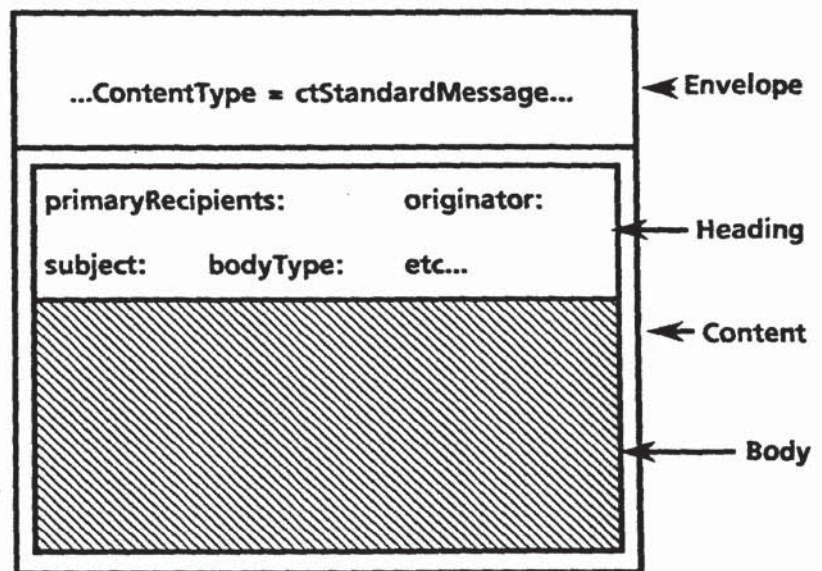 ...ContentType = ctStandardMessage...
Envelope
primaryRecipients: originator:
Heading
subject: bodyType: etc...
Content
Body